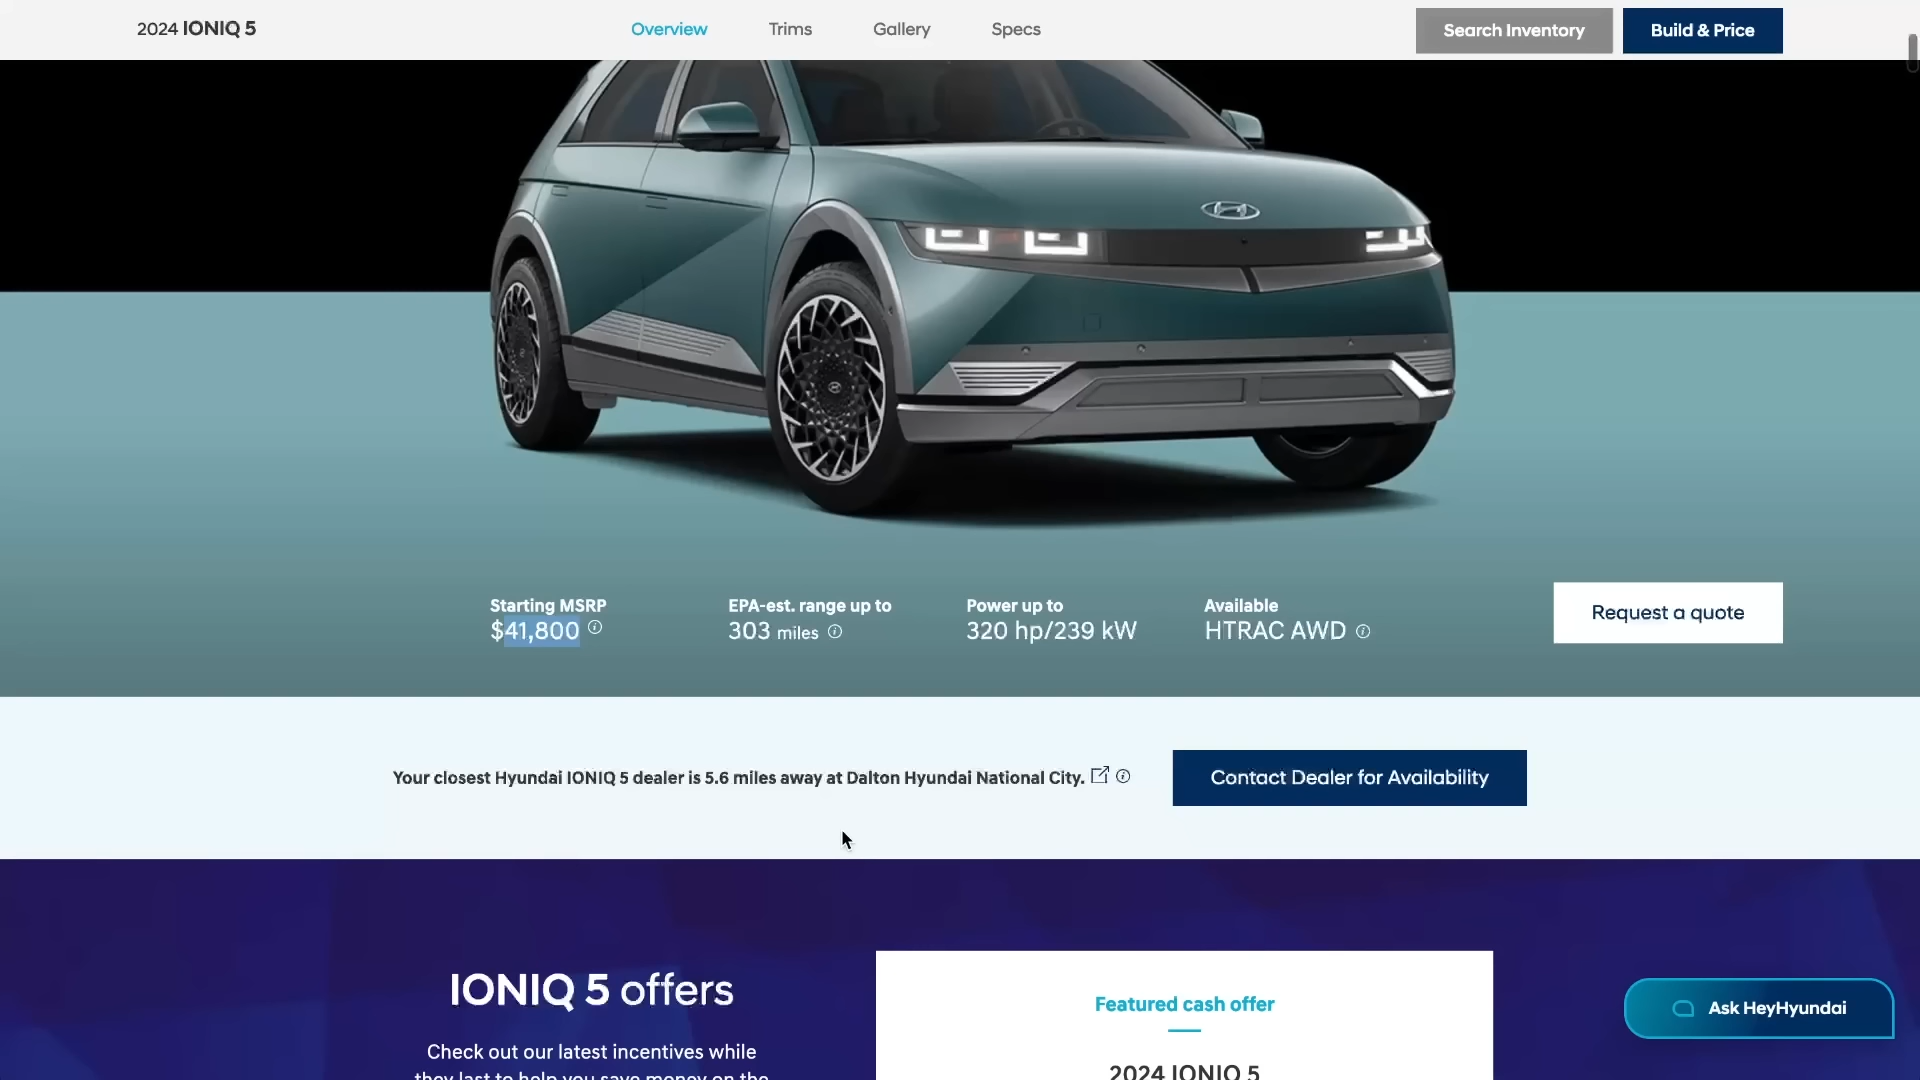 2024 IONIQ 5
Overview
Trims
Gallery
Specs
Search Inventory
Build & Price
Starting MSRP
$41,800
EPA-est. range up to
303 miles
Power up to
320 hp/239 kW
Available
HTRAC AWD
Request a quote
Your closest Hyundai IONIQ 5 dealer is 5.6 miles away at Dalton Hyundai National City.
Contact Dealer for Availability
IONIQ 5 offers
Check out our latest incentives while
they last to help you save money on the
Featured cash offer
2024 IONIQ 5
Ask HeyHyundai